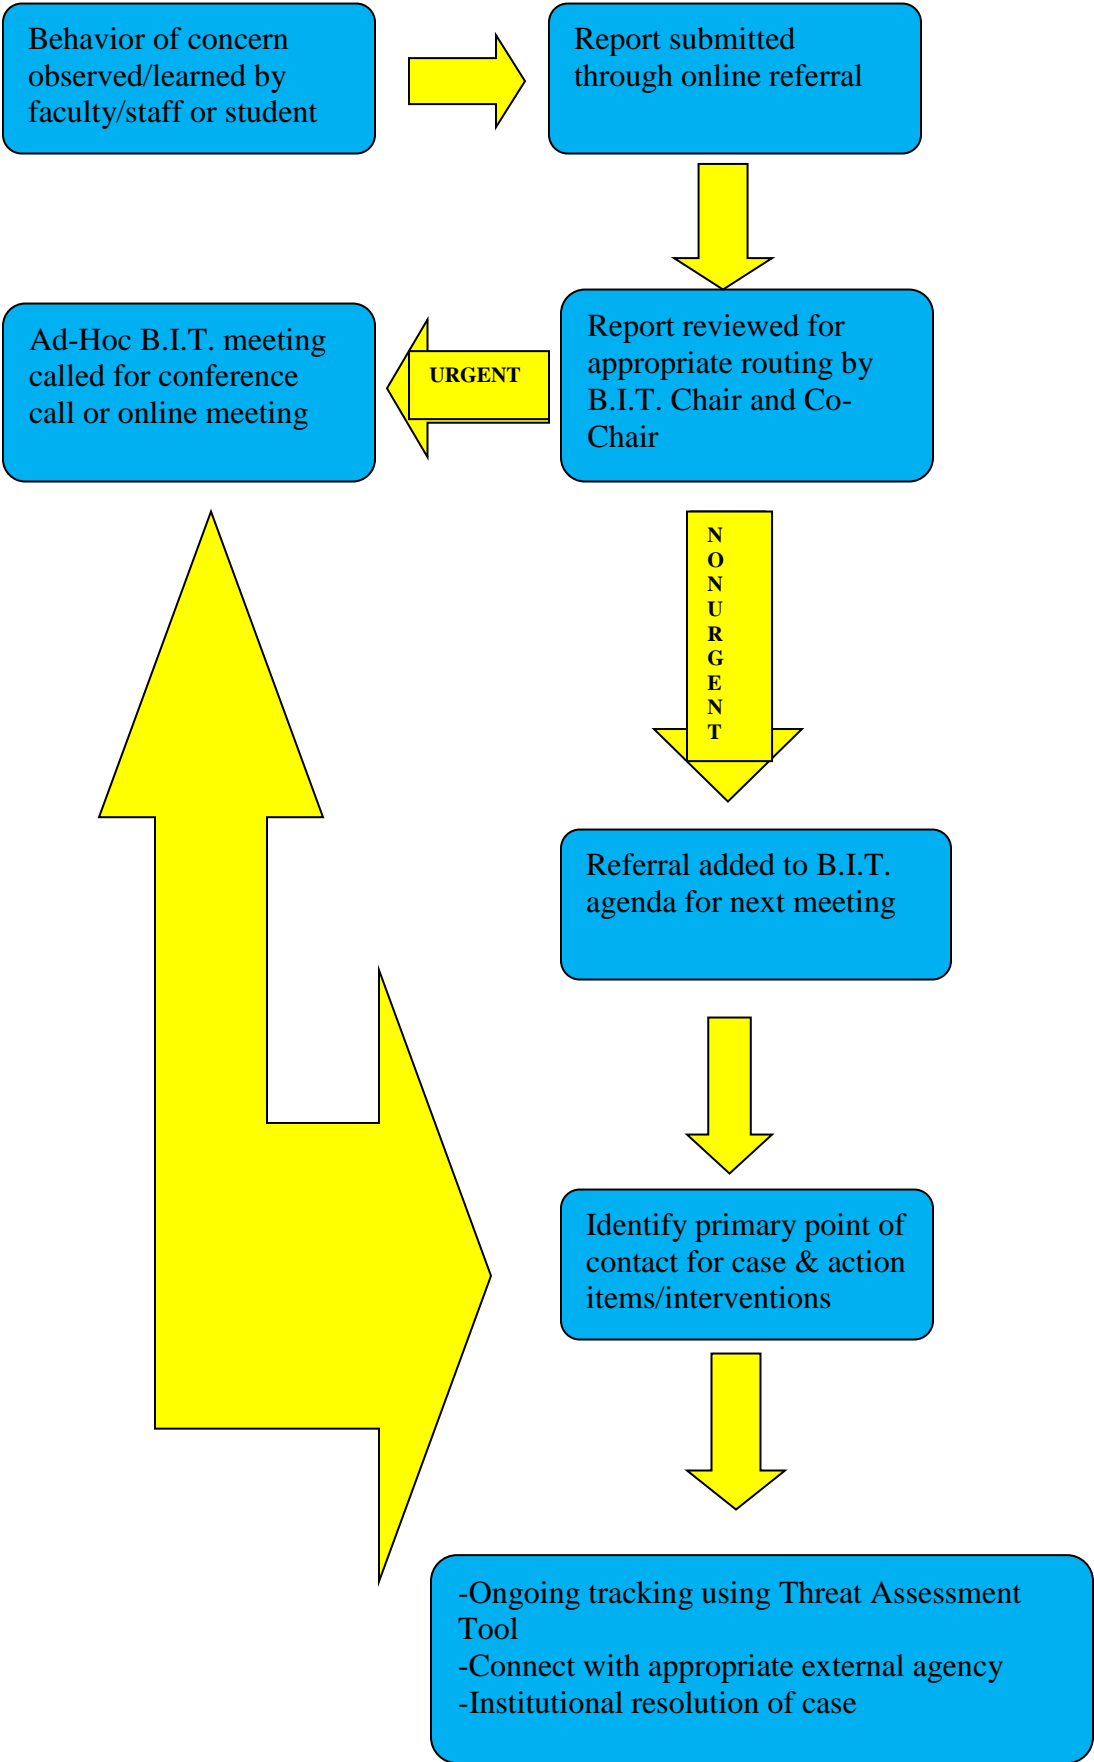 Behavior of concern
observed/learned by
faculty/staff or student
Report submitted
through online referral
Report reviewed for
appropriate routing by
B.I.T. Chair and Co-
Chair
URGENT
Ad-Hoc B.I.T. meeting
called for conference
call or online meeting
N
O
N
U
R
G
E
N
T
Referral added to B.I.T.
agenda for next meeting
Identify primary point of
contact for case & action
items/interventions
-Ongoing tracking using Threat Assessment
Tool
-Connect with appropriate external agency
-Institutional resolution of case